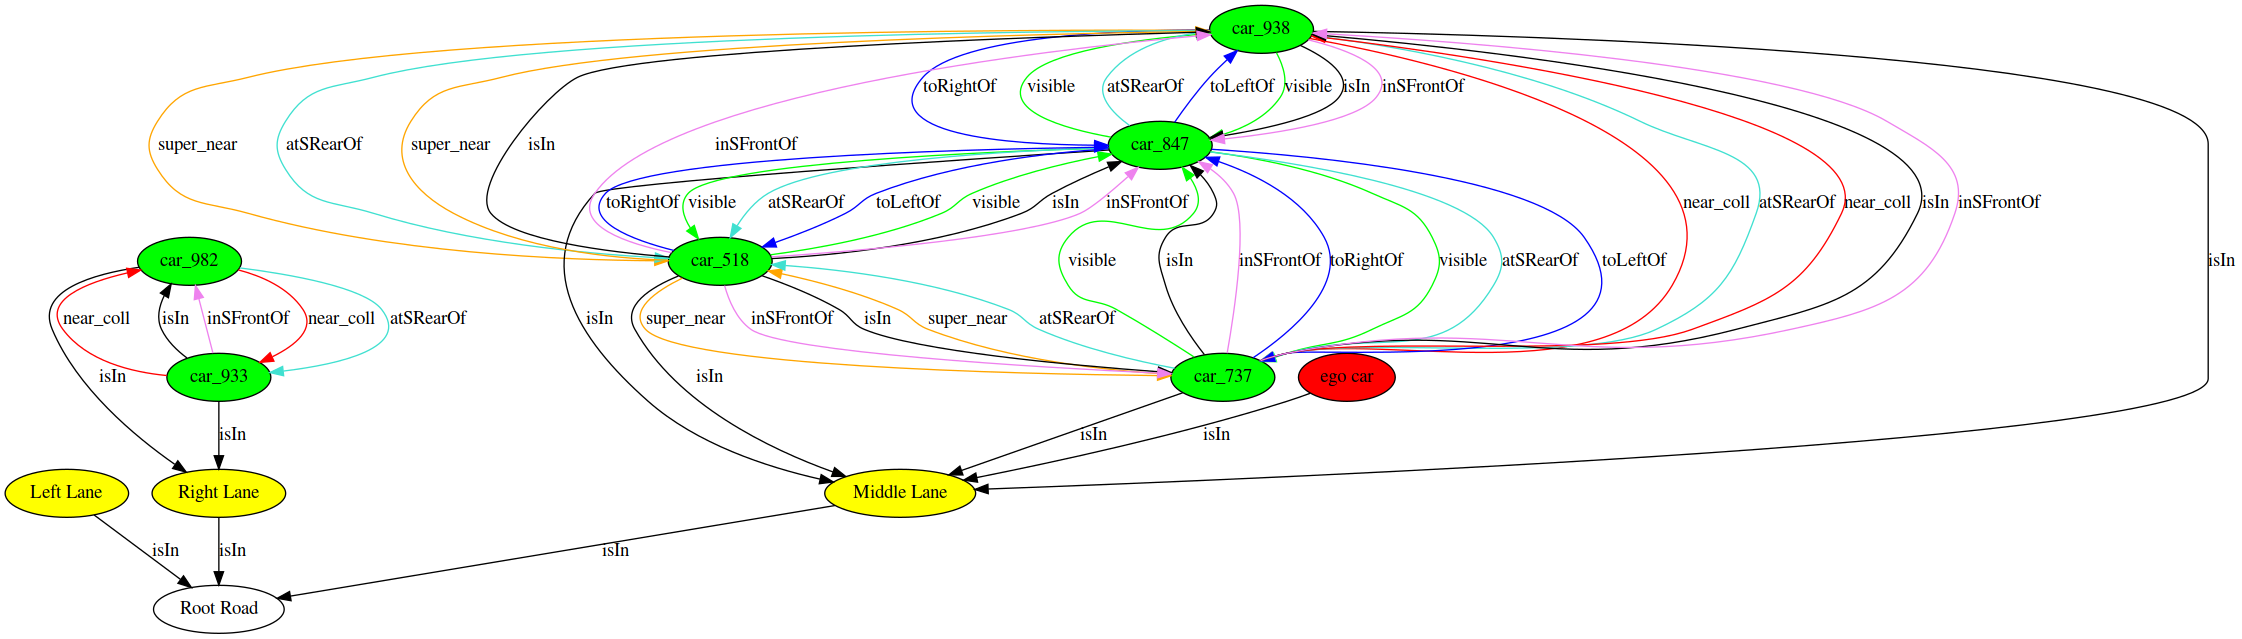 car_938
toRightOf
visible
atSRearOf
toLeftOf
visible
isIn
inSFrontOf
super_near
atSRearOf
super_near
isIn
inSFrontOf
car_847
toRightOf
visible
atSRearOf
toLeftOf
visible
isIn
inSFrontOf
near_coll
atSRearOf
near_coll
isIn
inSFrontOf
car_982
car_518
visible
isIn
inSFrontOf
toRightOf
visible
atSRearOf
toLeftOf
isIn
near_coll
isIn
inSFrontOf
near_coll
atSRearOf
isIn
super_near
inSFrontOf
isIn
super_near
atSRearOf
isIn
car_933
isIn
car_737
ego car
isIn
isIn
isIn
Left Lane
Right Lane
Middle Lane
isIn
isIn
isIn
Root Road